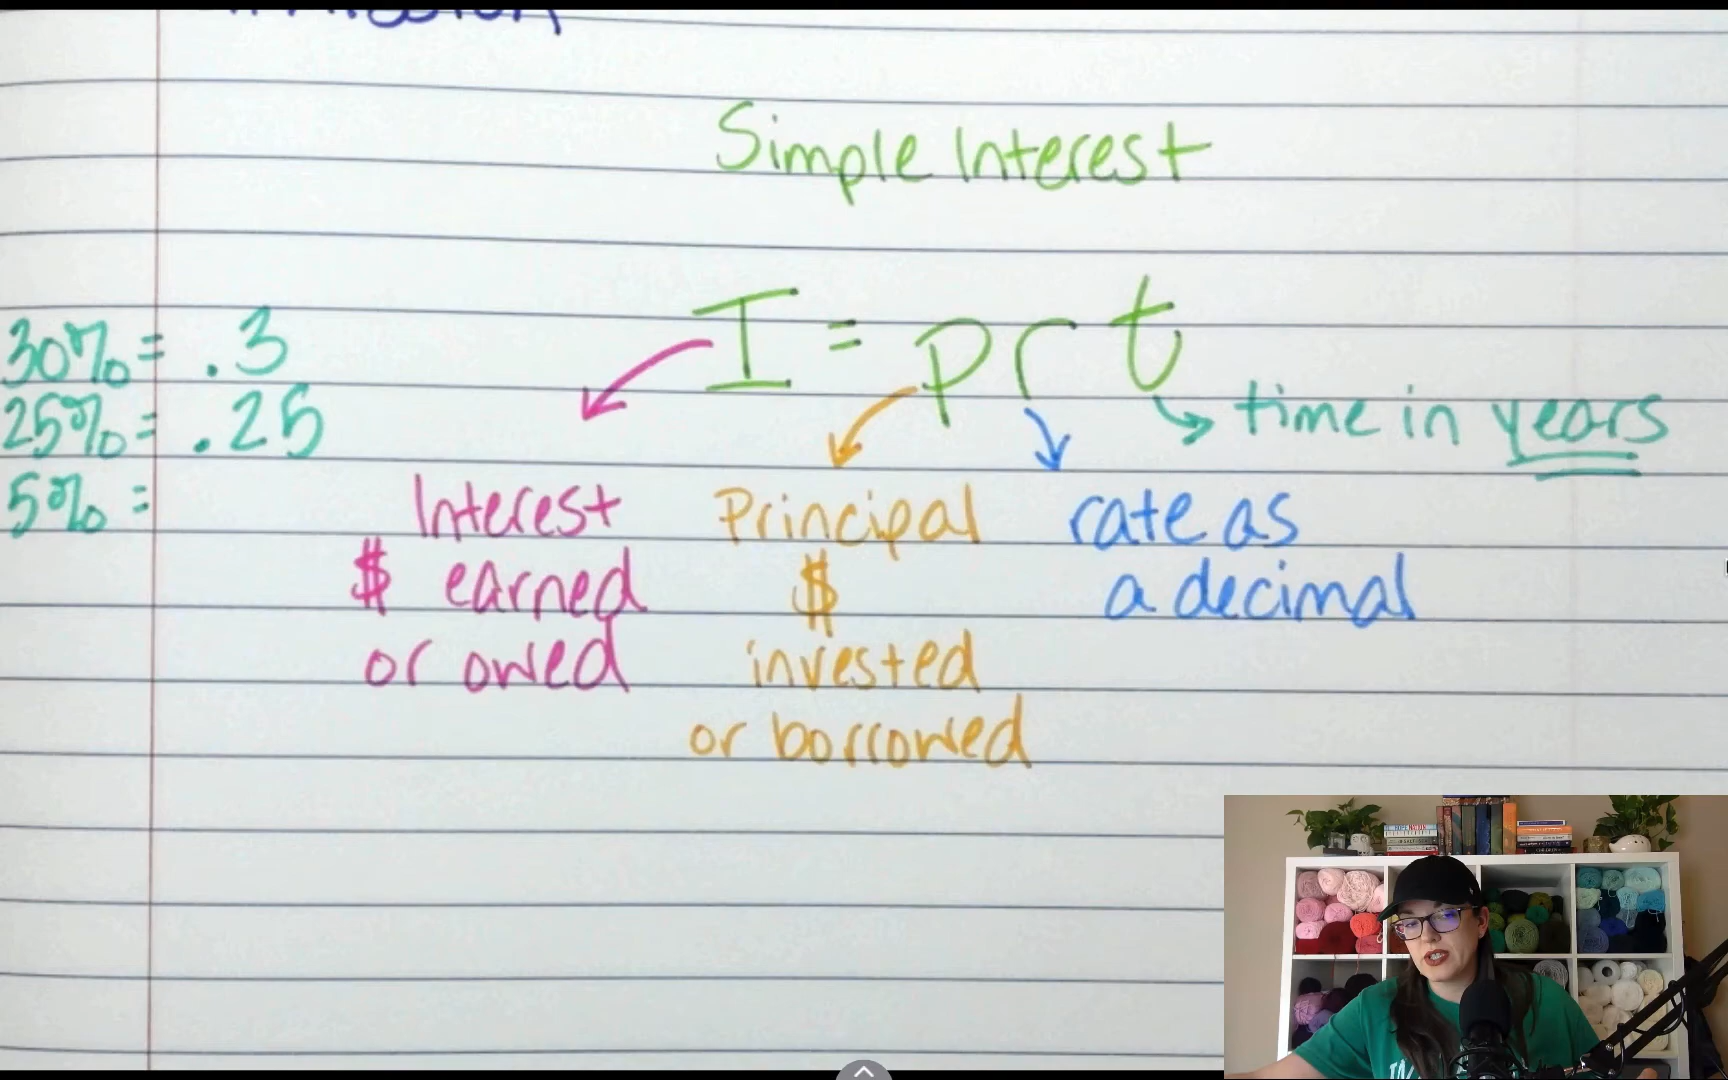 Simple Interest
I = prt
30% = .3
25% = .25
5% =
time in years
Interest
$ earned
or owed
Principal
$
invested
or borrowed
rate as
a decimal